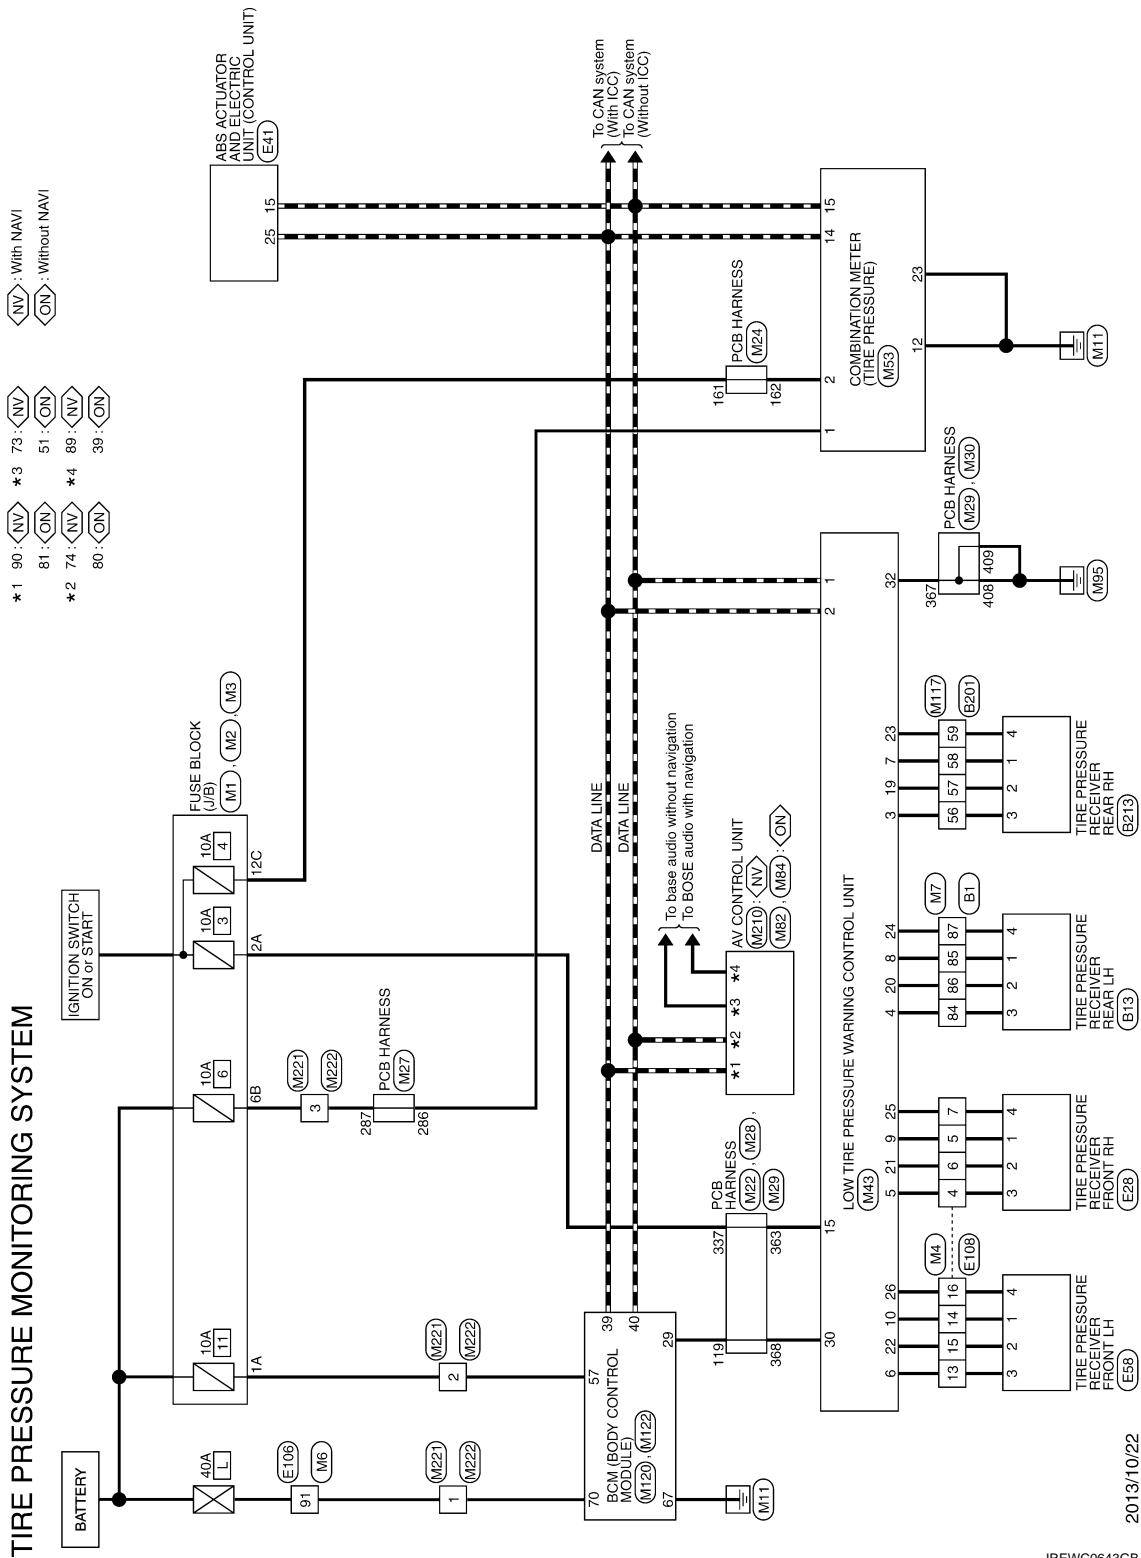 TIRE PRESSURE MONITORING SYSTEM
*1 90 : NV
81 : ON
*2 74 : NV
80 : ON
*3 73 : NV
51 : ON
*4 89 : NV
39 : ON
NV : With NAVI
ON : Without NAVI
BATTERY
IGNITION SWITCH
ON or START
40A
L
10A
11
10A
6
10A
3
10A
4
FUSE BLOCK
(J/B)
M1 , M2 , M3
1A
6B
2A
12C
E106
91
M6
M221
1
M222
M221
2
M222
M221
3
M222
287
286
PCB HARNESS
M27
ABS ACTUATOR
AND ELECTRIC
UNIT (CONTROL UNIT)
E41
25
15
70
57
39
40
BCM (BODY CONTROL
MODULE)
M120 , M122
67
29
M11
DATA LINE
DATA LINE
To CAN system
(With ICC)
To CAN system
(Without ICC)
To base audio without navigation
To BOSE audio with navigation
*1
*2
*3
*4
AV CONTROL UNIT
M210 : NV
M82 , M84 : ON
119
368
337
363
PCB
HARNESS
M22 , M28 ,
M29
161
162
PCB HARNESS
M24
30
15
2
1
LOW TIRE PRESSURE WARNING CONTROL UNIT
M43
6
22
10
26
5
21
9
25
4
20
8
24
3
19
7
23
32
1
2
14
15
COMBINATION METER
(TIRE PRESSURE)
M53
12
23
M11
367
408
409
PCB HARNESS
M29 , M30
M95
13
15
14
16
M4
E108
4
6
5
7
84
86
85
87
M7
B1
56
57
58
59
M117
B201
3
2
1
4
TIRE PRESSURE
RECEIVER
FRONT LH
E58
3
2
1
4
TIRE PRESSURE
RECEIVER
FRONT RH
E28
3
2
1
4
TIRE PRESSURE
RECEIVER
REAR LH
B13
3
2
1
4
TIRE PRESSURE
RECEIVER
REAR RH
B213
2013/10/22